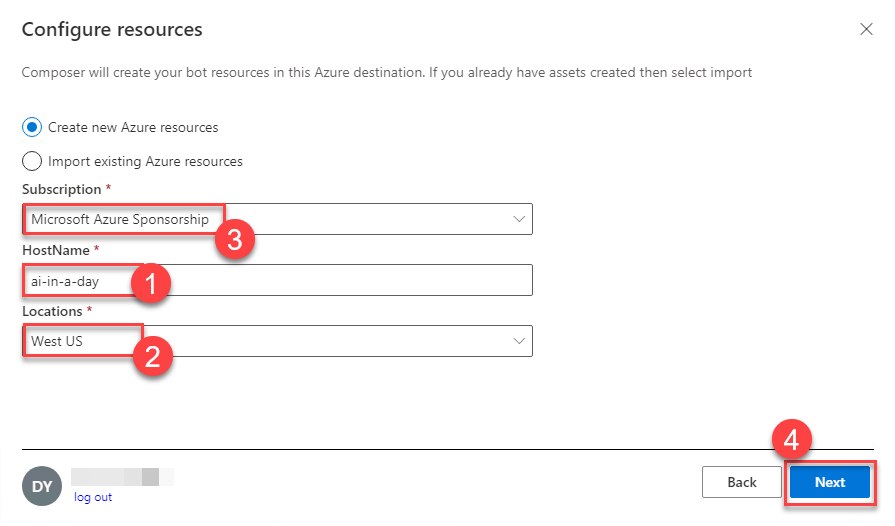 Configure resources
Composer will create your bot resources in this Azure destination. If you already have assets created then select import
Create new Azure resources
Import existing Azure resources
Subscription *
Microsoft Azure Sponsorship
3
HostName *
ai-in-a-day
1
Locations *
West US
2
4
DY
log out
Back
Next